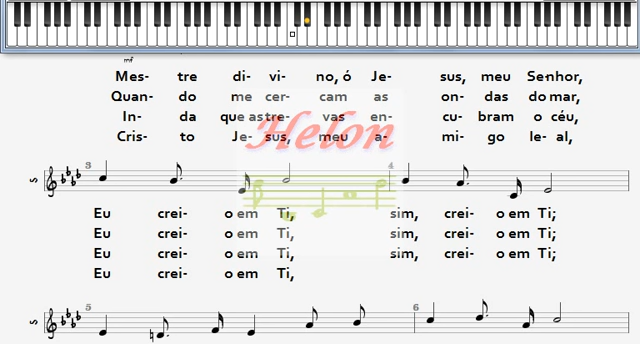 mf
Mes- tre di- vi- no, ó Je- sus, meu Senhor,
Quan- do me cer- cam as on- das do mar,
In- da que as tre- vas en- cu- bram o céu,
Cris- to Je- sus, meu a- mi- go le- al,
Helon
3 4
S
Eu crei- o em Ti, sim, crei- o em Ti;
Eu crei- o em Ti, sim, crei- o em Ti;
Eu crei- o em Ti, sim, crei- o em Ti;
Eu crei- o em Ti,
5 6
S